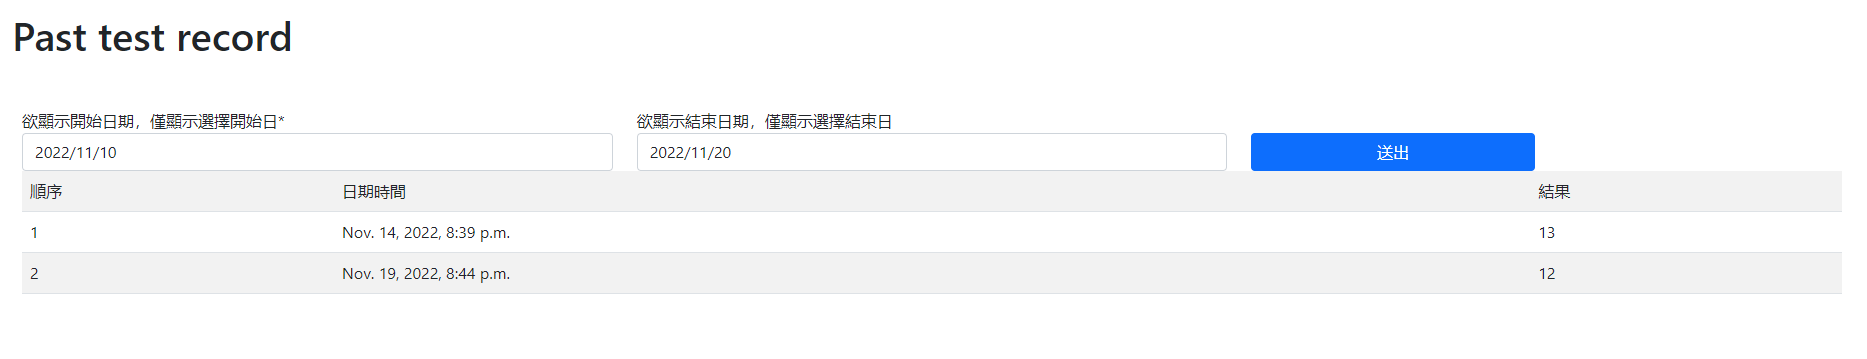 Past test record
欲顯示開始日期，僅顯示選擇開始日* 欲顯示結束日期，僅顯示選擇結束日
2022/11/10 2022/11/20 送出
順序 日期時間 結果
1 Nov. 14, 2022, 8:39 p.m. 13
2 Nov. 19, 2022, 8:44 p.m. 12